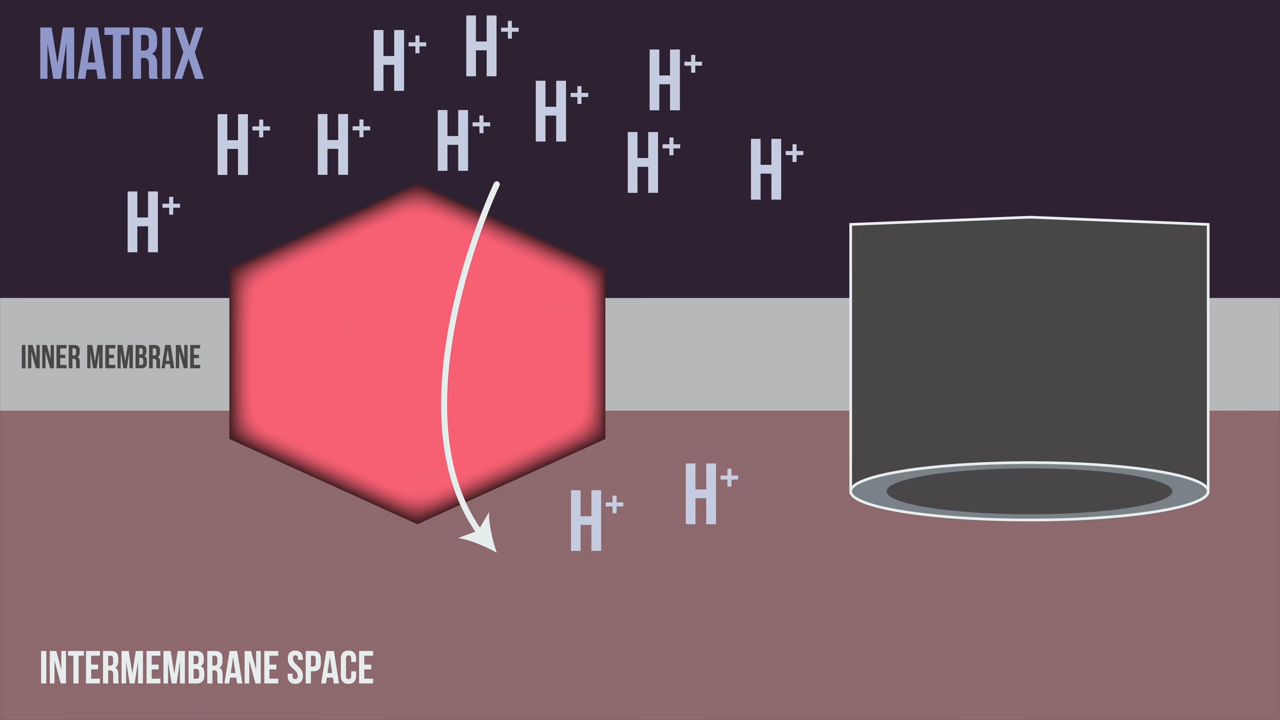 MATRIX
H⁺
H⁺
H⁺
H⁺
H⁺
H⁺
H⁺
H⁺
H⁺
H⁺
INNER MEMBRANE
H⁺
H⁺
INTERMEMBRANE SPACE